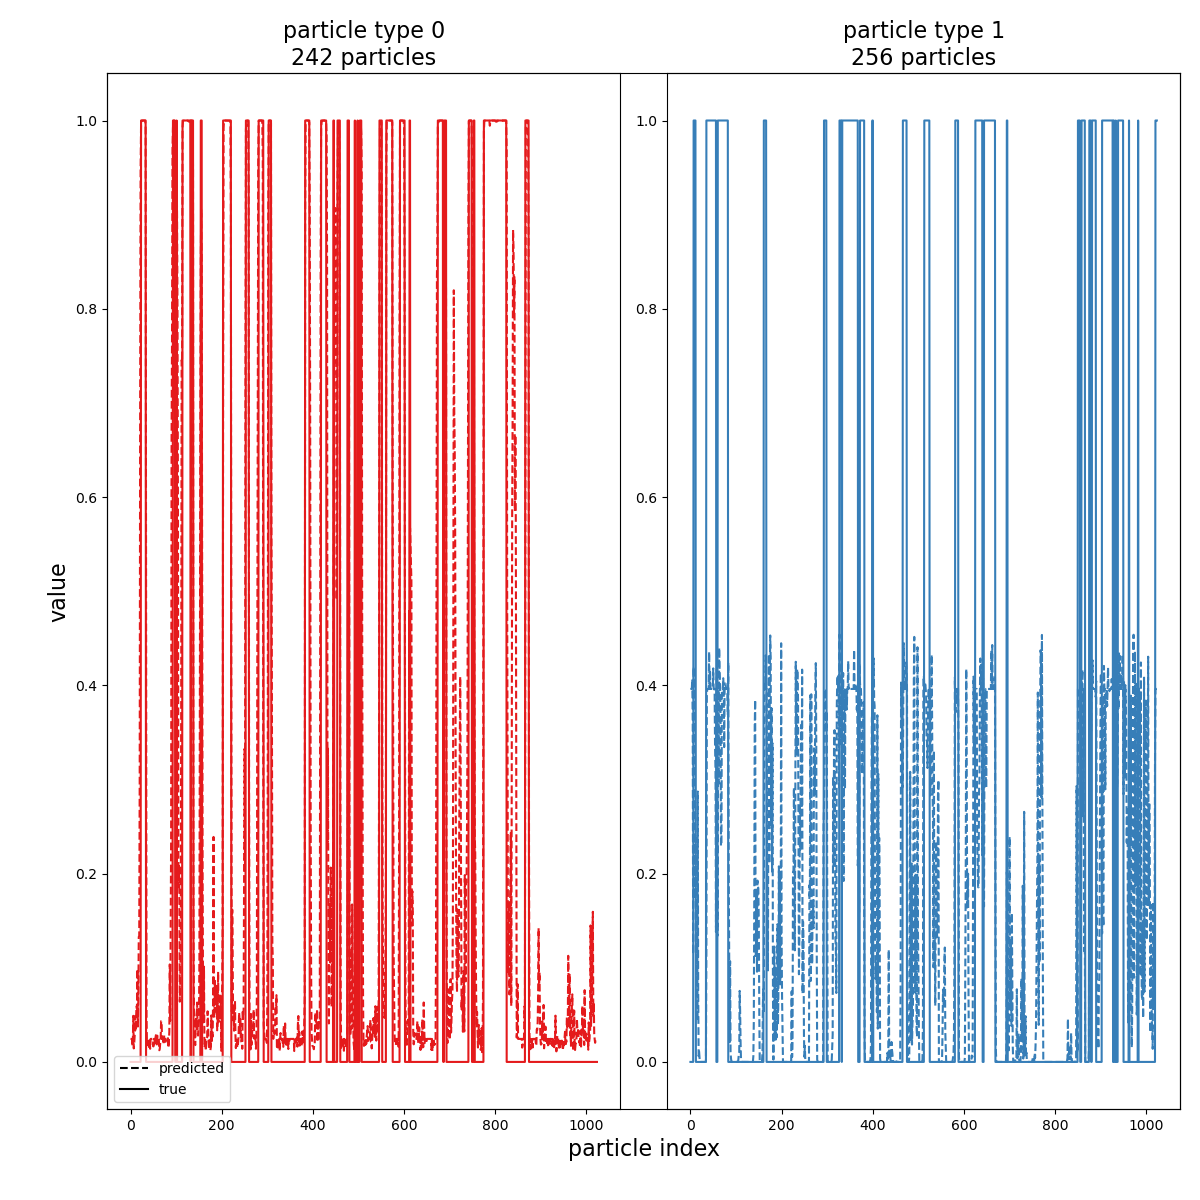 particle type 0
242 particles
particle type 1
256 particles
value
1.0
0.8
0.6
0.4
0.2
0.0
1.0
0.8
0.6
0.4
0.2
0.0
predicted
true
0 200 400 600 800 1000
0 200 400 600 800 1000
particle index